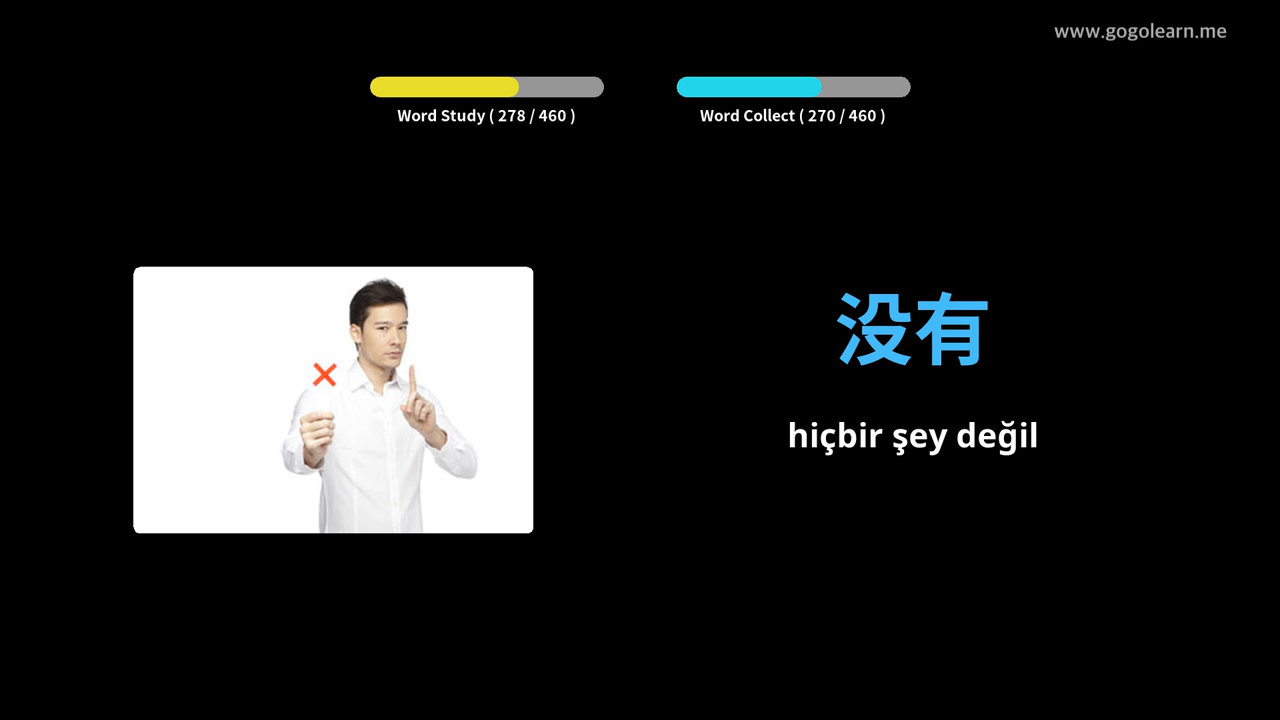 www.gogolearn.me
Word Study ( 278 / 460 )
Word Collect ( 270 / 460 )
没有
hiçbir şey değil